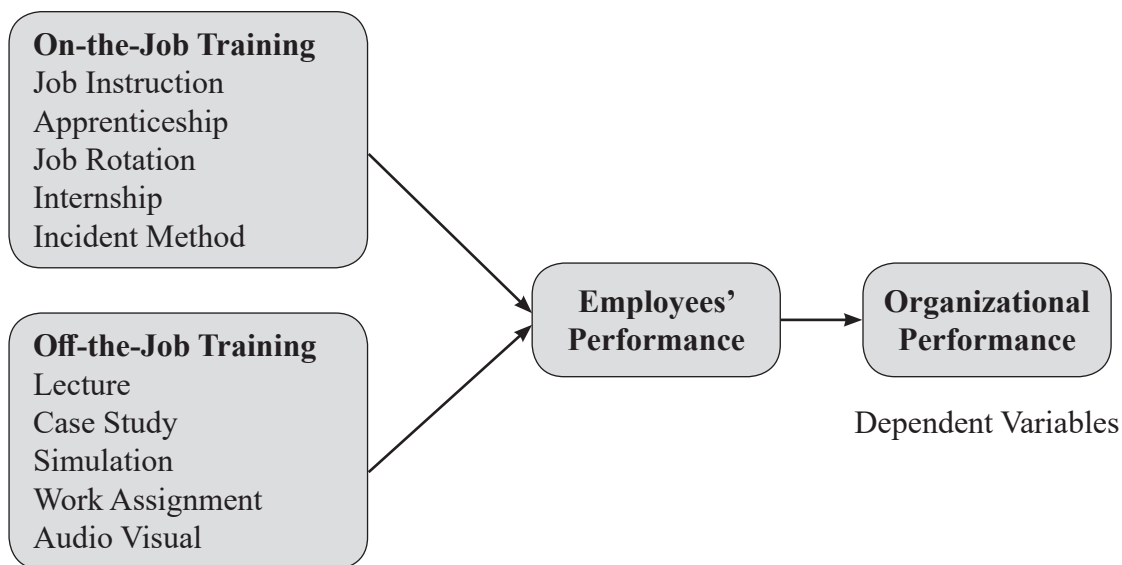 On-the-Job Training
Job Instruction
Apprenticeship
Job Rotation
Internship
Incident Method
Off-the-Job Training
Lecture
Case Study
Simulation
Work Assignment
Audio Visual
Employees’
Performance
Organizational
Performance
Dependent Variables